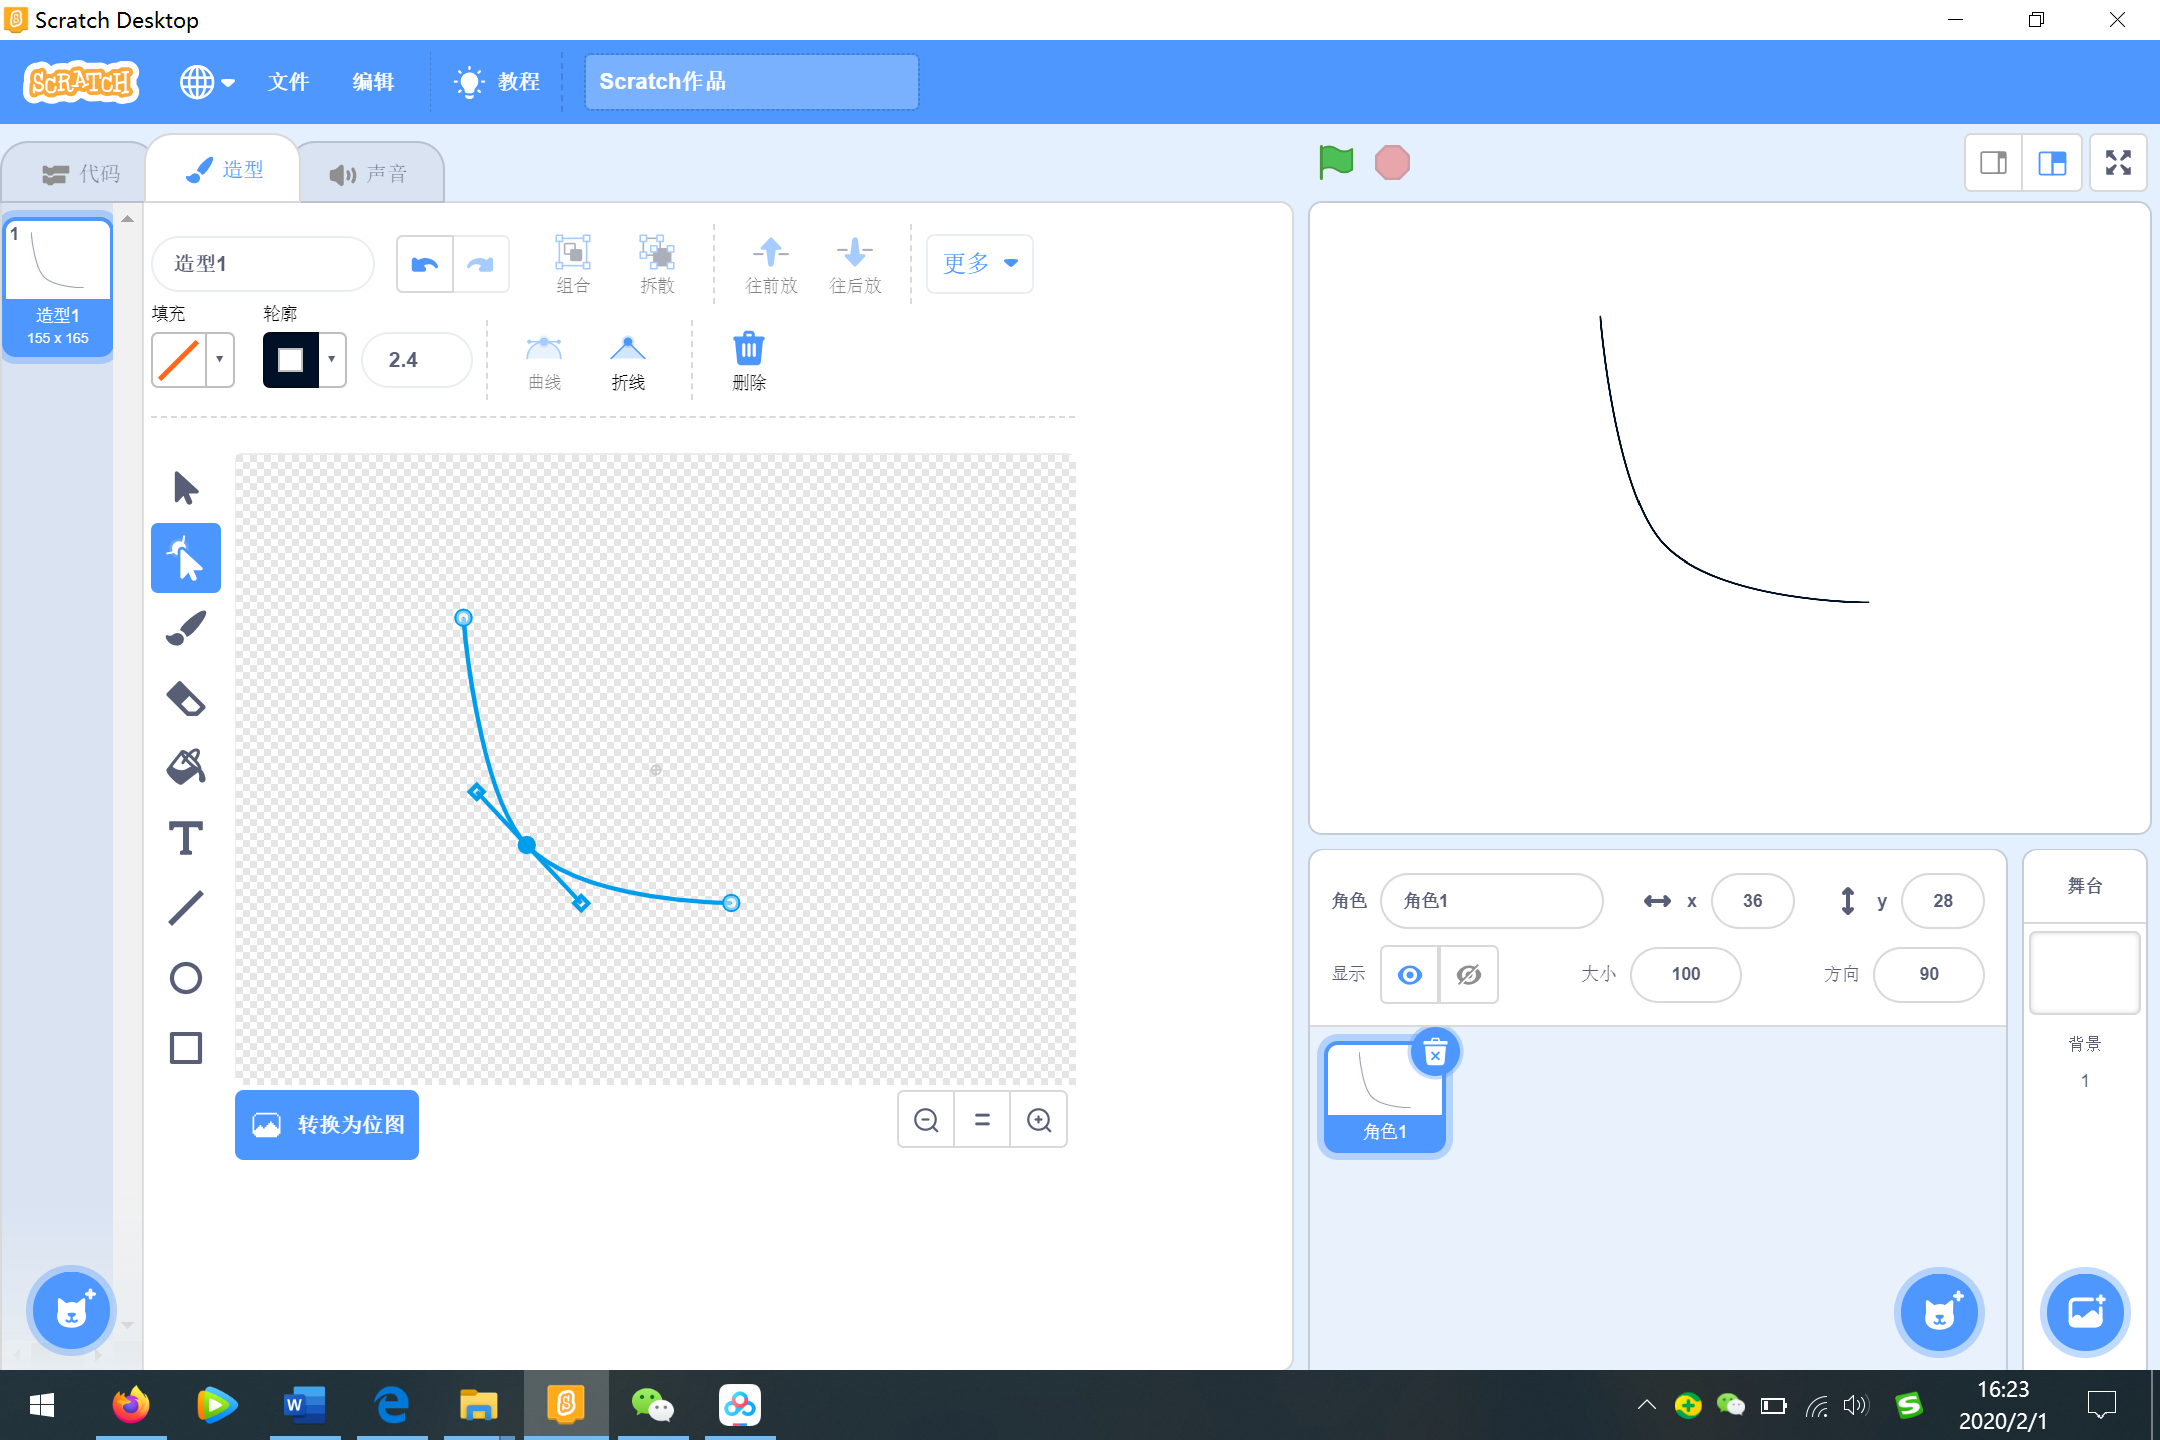 Scratch Desktop
SCRATCH
文件
编辑
教程
Scratch作品
代码
造型
声音
1
造型1
155 x 165
造型1
组合
拆散
往前放
往后放
更多
填充
轮廓
2.4
曲线
折线
删除
T
转换为位图
角色
角色1
x
36
y
28
显示
大小
100
方向
90
角色1
舞台
背景
1
16:23
2020/2/1